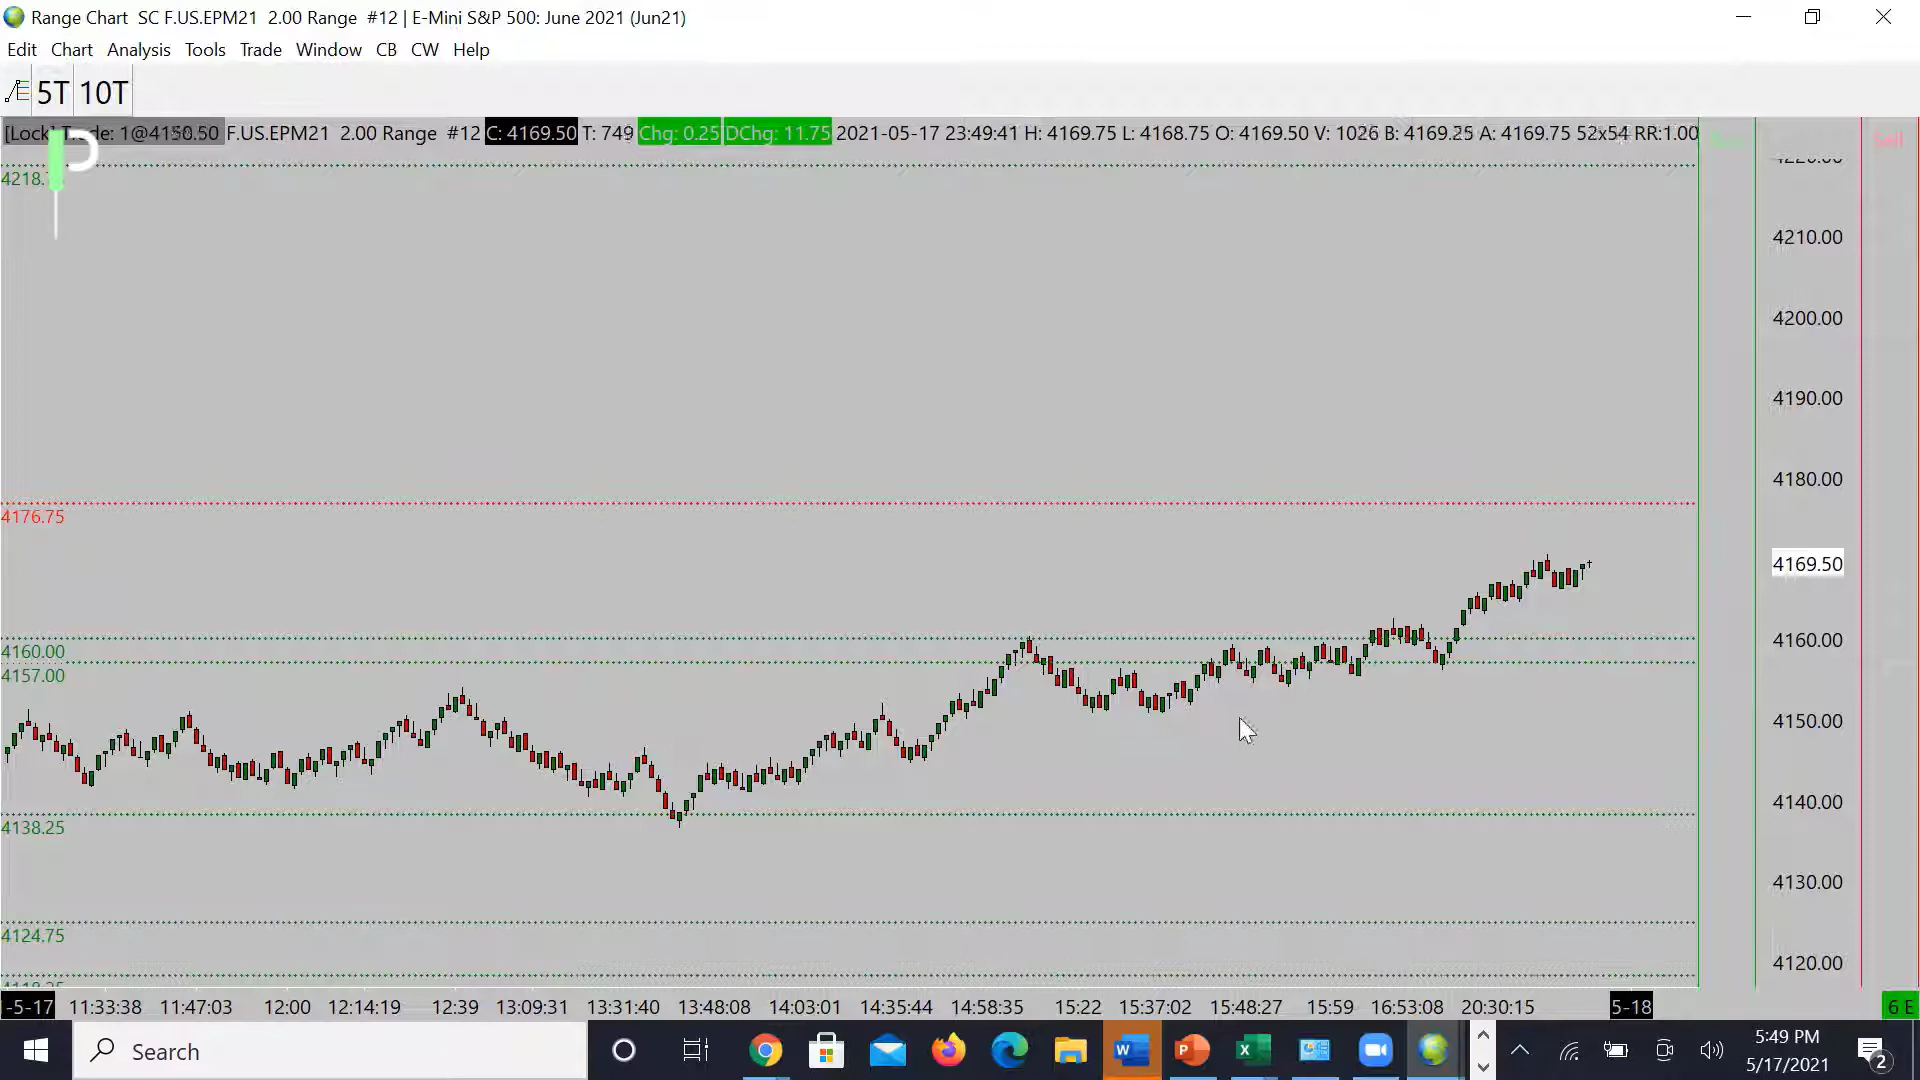 Range Chart SC F.US.EPM21 2.00 Range #12 | E-Mini S&P 500: June 2021 (Jun21)
Edit Chart Analysis Tools Trade Window CB CW Help
5T 10T
[Lock] Trade: 1@4150.50 F.US.EPM21 2.00 Range #12 C: 4169.50 T: 749 Chg: 0.25 DChg: 11.75 2021-05-17 23:49:41 H: 4169.75 L: 4168.75 O: 4169.50 V: 1026 B: 4169.25 A: 4169.75 52x54 RR:1.00 Sell
4210.00
4200.00
4190.00
4180.00
4176.75
4169.50
4160.00
4160.00
4157.00
4150.00
4140.00
4138.25
4130.00
4124.75
4120.00
-5-17 11:33:38 11:47:03 12:00 12:14:19 12:39 13:09:31 13:31:40 13:48:08 14:03:01 14:35:44 14:58:35 15:22 15:37:02 15:48:27 15:59 16:53:08 20:30:15 5-18 6 E
Search
5:49 PM
5/17/2021
2